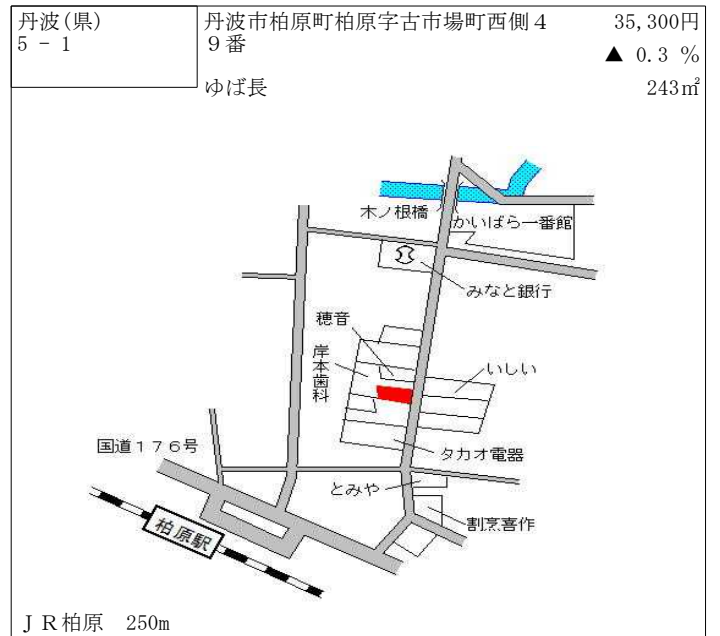 丹波(県)
5 - 1
丹波市柏原町柏原字古市場町西側４
９番
ゆば長
35,300円
▲ 0.3 %
243㎡
木ノ根橋
かいばら一番館
みなと銀行
穂音
岸本歯科
いしい
国道１７６号
タカオ電器
とみや
割烹喜作
柏原駅
ＪＲ柏原　250m